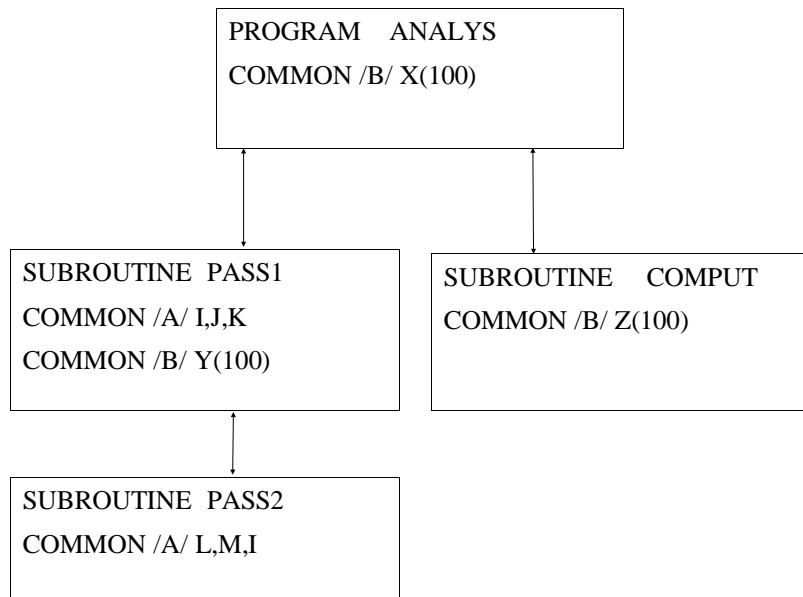 PROGRAM ANALYS
COMMON /B/ X(100)
SUBROUTINE PASS1
COMMON /A/ I,J,K
COMMON /B/ Y(100)
SUBROUTINE COMPUT
COMMON /B/ Z(100)
SUBROUTINE PASS2
COMMON /A/ L,M,I